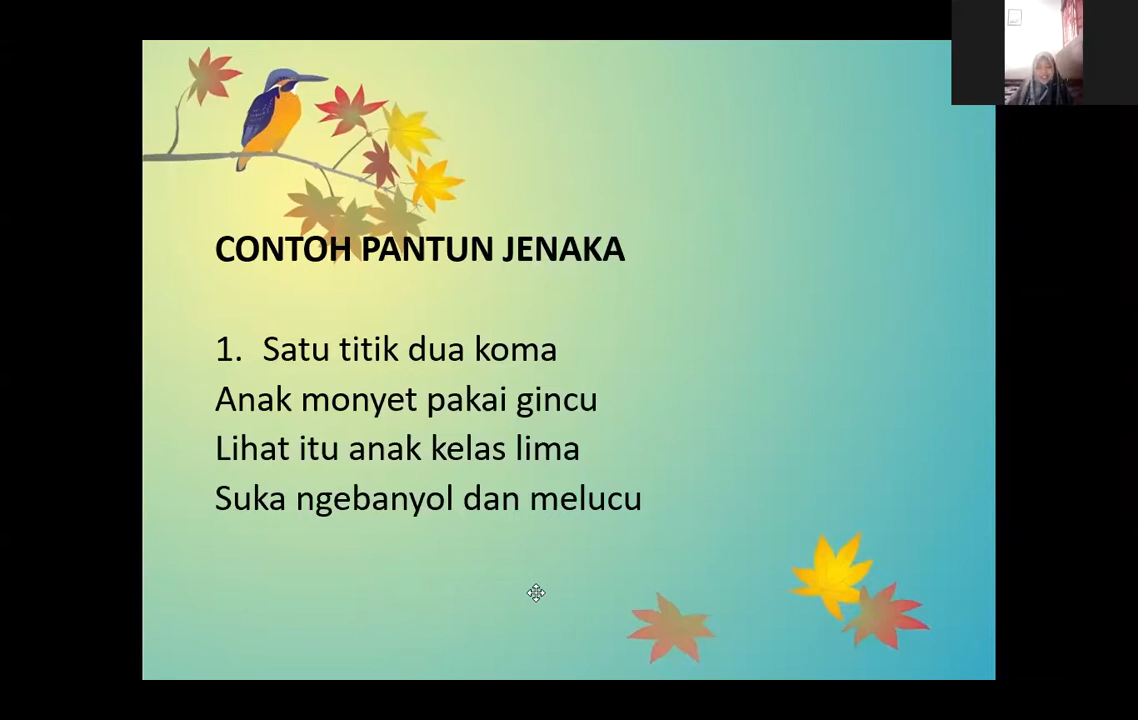 CONTOH PANTUN JENAKA
1. Satu titik dua koma
Anak monyet pakai gincu
Lihat itu anak kelas lima
Suka ngebanyol dan melucu